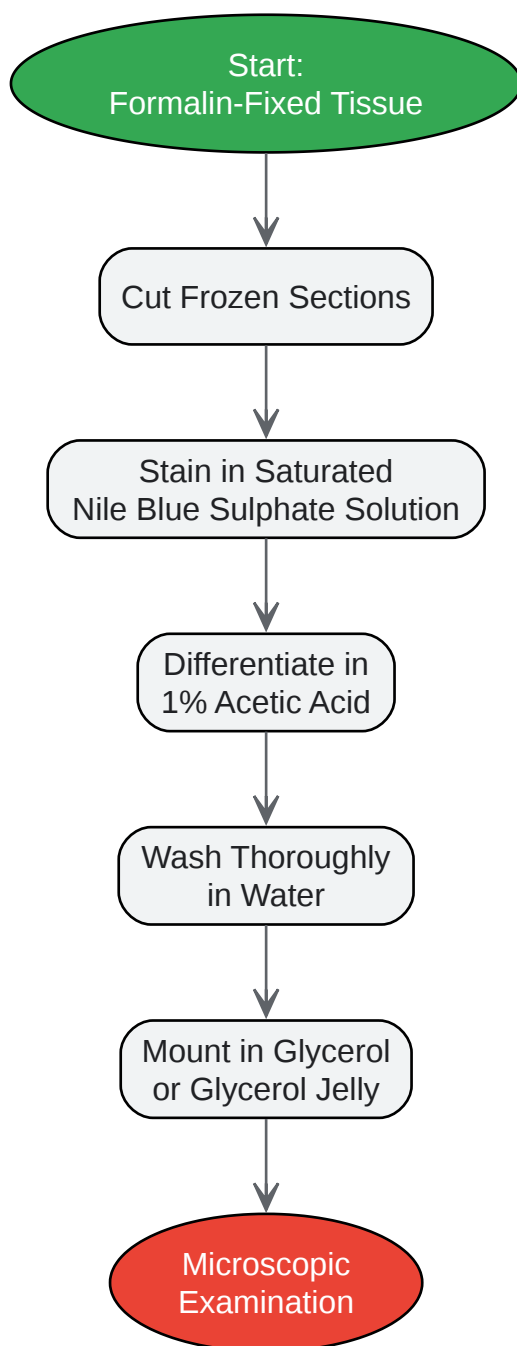 Start:
Formalin-Fixed Tissue
Cut Frozen Sections
Stain in Saturated
Nile Blue Sulphate Solution
Differentiate in
1% Acetic Acid
Wash Thoroughly
in Water
Mount in Glycerol
or Glycerol Jelly
Microscopic
Examination